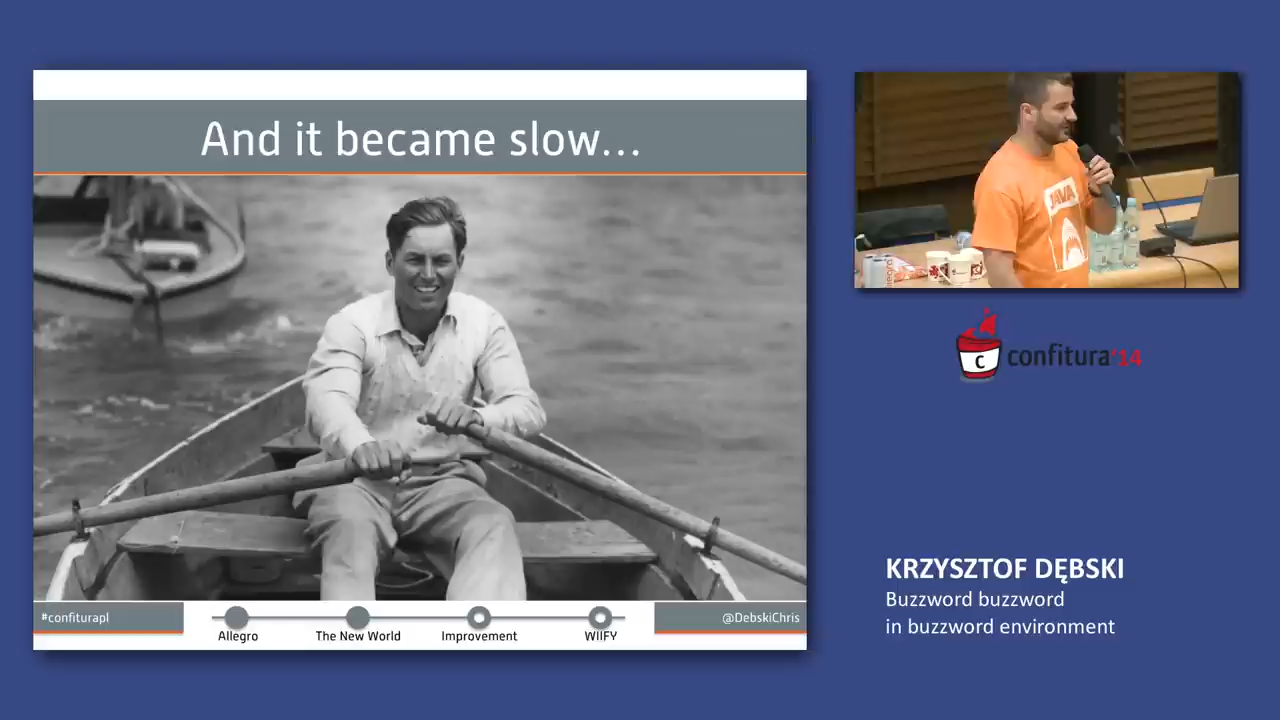 And it became slow...
#confiturapl
Allegro
The New World
Improvement
WIIFY
@DebskiChris
JAVA
C confitura'14
KRZYSZTOF DĘBSKI
Buzzword buzzword
in buzzword environment